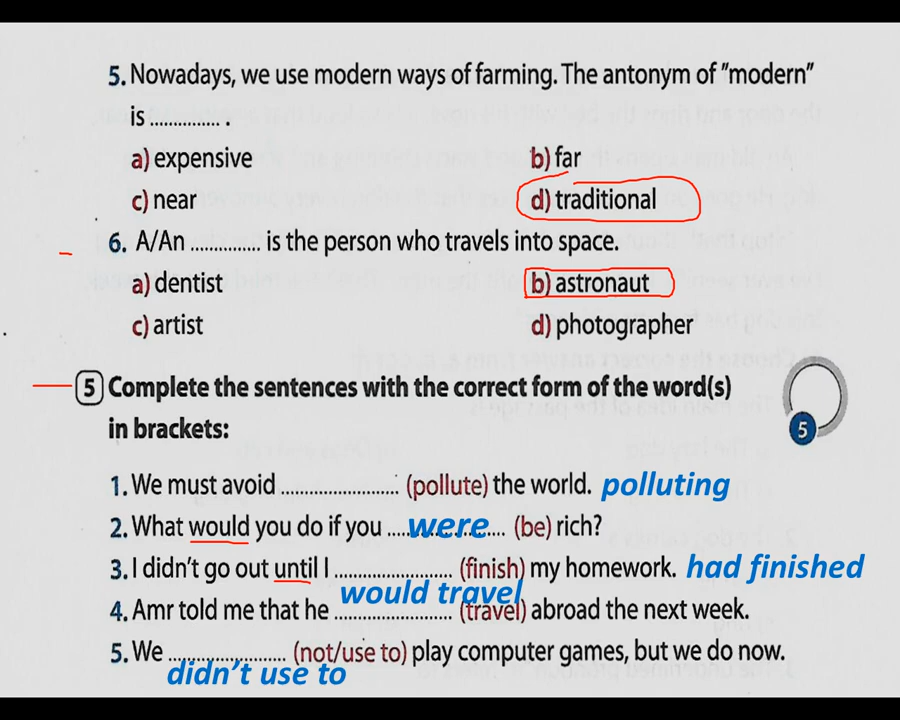 5. Nowadays, we use modern ways of farming. The antonym of "modern"
is ............ .
a) expensive b) far
c) near d) traditional
6. A/An ............ is the person who travels into space.
a) dentist b) astronaut
c) artist d) photographer
5 Complete the sentences with the correct form of the word(s)
in brackets:
5
1. We must avoid .................... (pollute) the world. polluting
2. What would you do if you ...were... (be) rich?
3. I didn't go out until I .................... (finish) my homework. had finished
would travel
4. Amr told me that he .................... (travel) abroad the next week.
5. We .................... (not/use to) play computer games, but we do now.
didn't use to